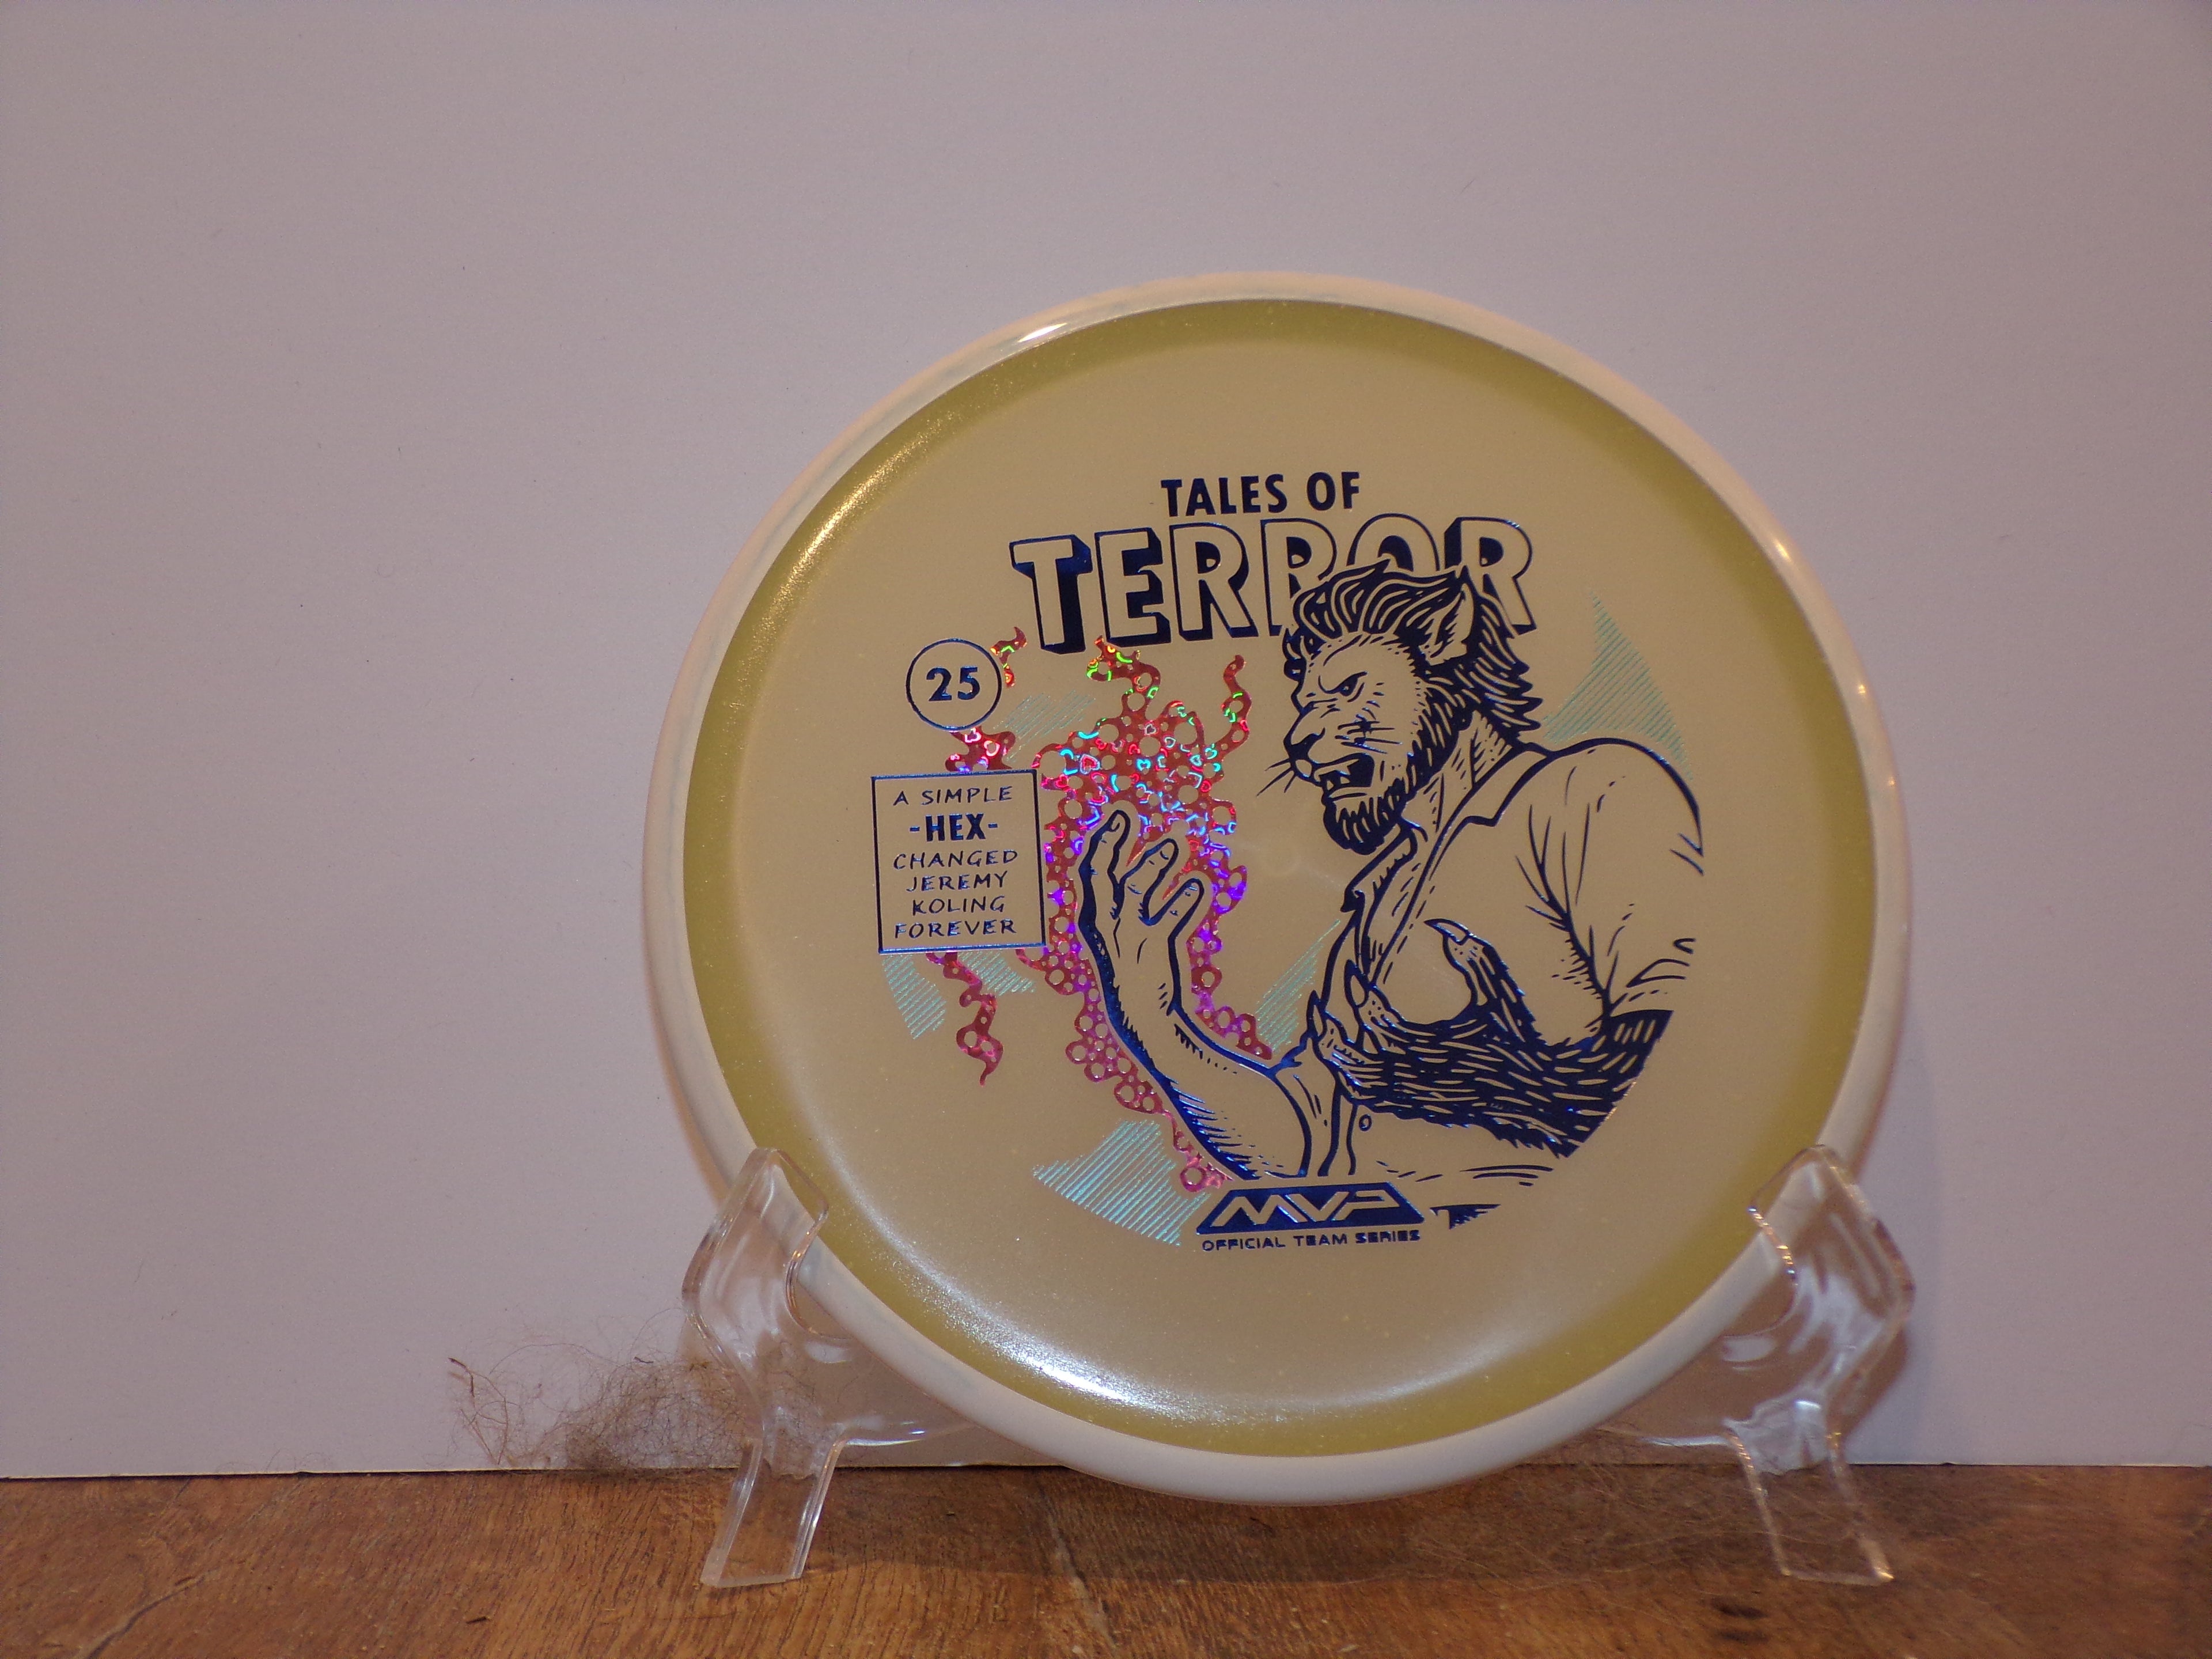 TALES OF
TERROR
25
A SIMPLE
-HEX-
CHANGED
JEREMY
KOLING
FOREVER
MVP
OFFICIAL TEAM SERIES